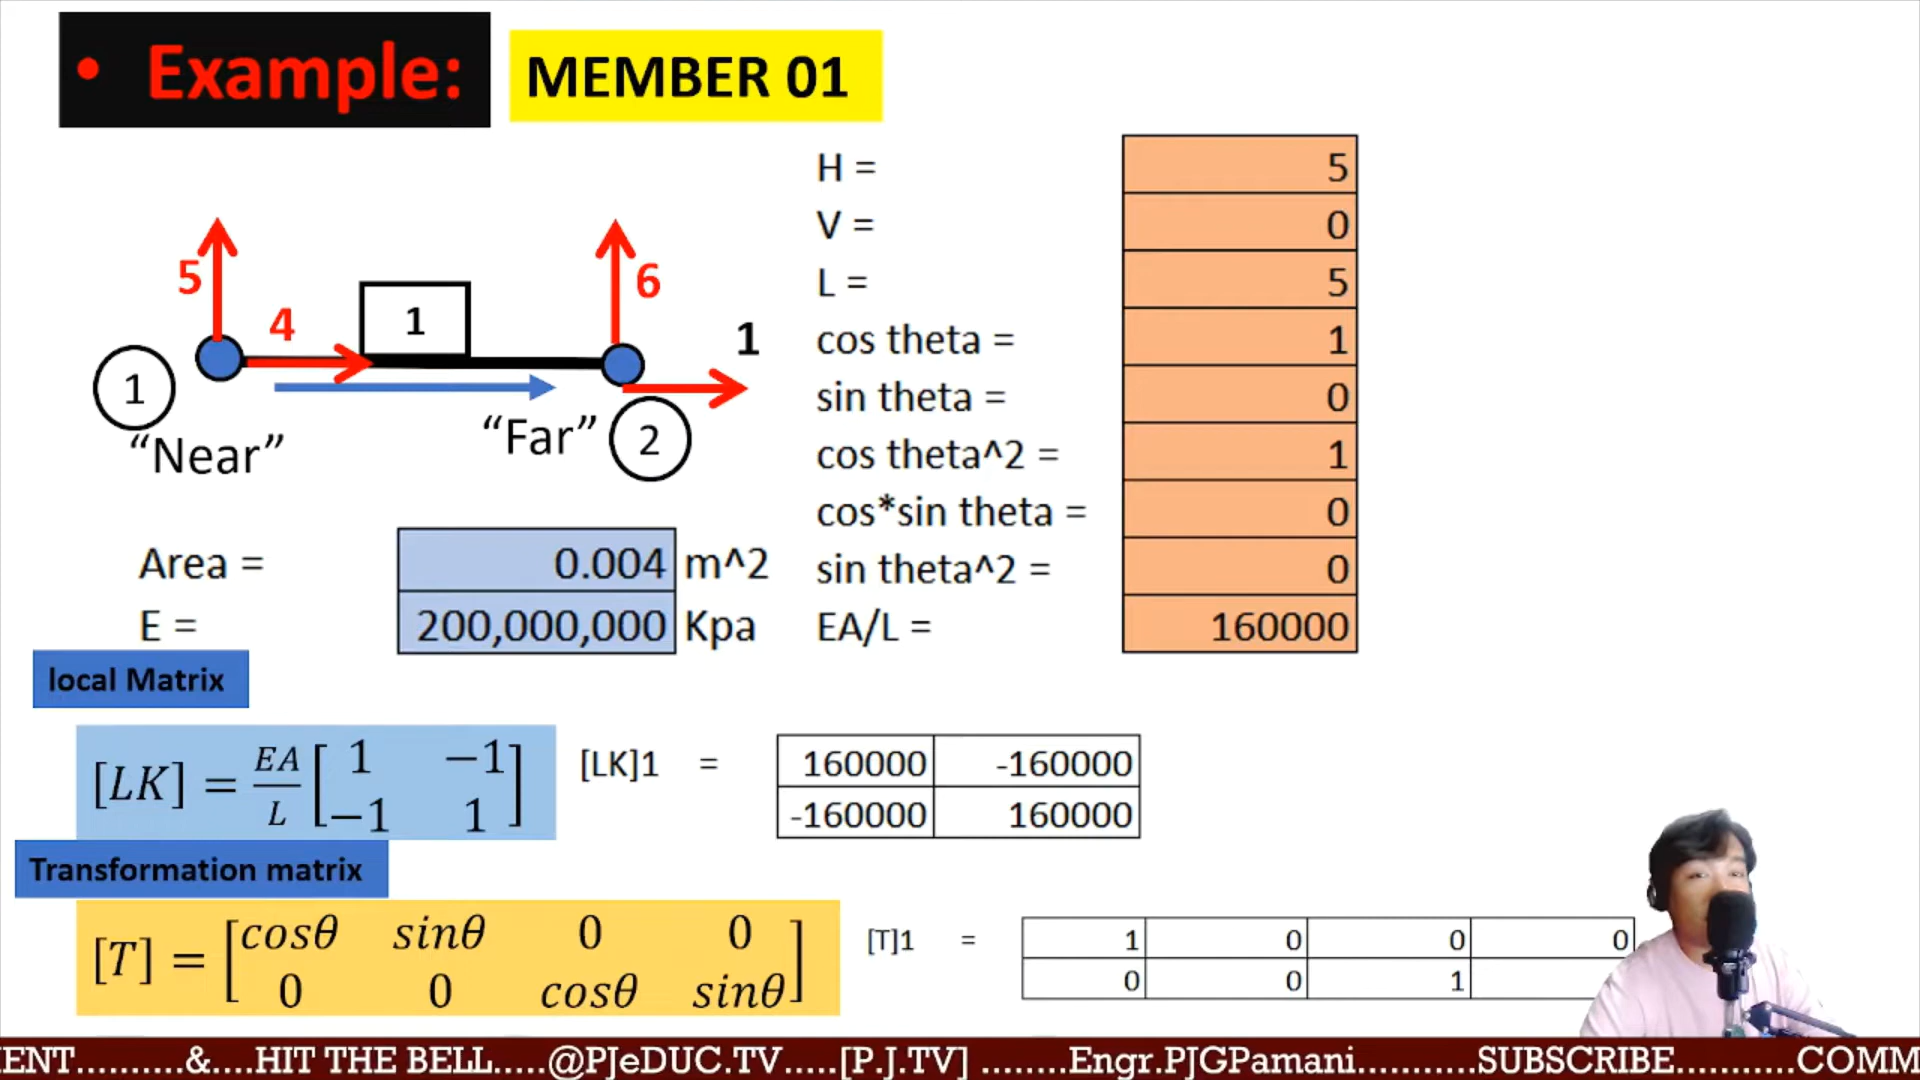 • Example:
MEMBER 01
5
4
1
6
1
1
"Near"
"Far"
2
H = 5
V = 0
L = 5
cos theta = 1
sin theta = 0
cos theta^2 = 1
cos*sin theta = 0
sin theta^2 = 0
EA/L = 160000
Area = 0.004 m^2
E = 200,000,000 Kpa
local Matrix
[LK] = EA/L [1 −1
−1 1]
[LK]1 = 160000 -160000
-160000 160000
Transformation matrix
[T] = [cosθ sinθ 0 0
0 0 cosθ sinθ]
[T]1 = 1 0 0 0
0 0 1
ENT..........&....HIT THE BELL.....@PJeDUC.TV.....[P.J.TV] ........Engr.PJGPamani...........SUBSCRIBE...........COMM